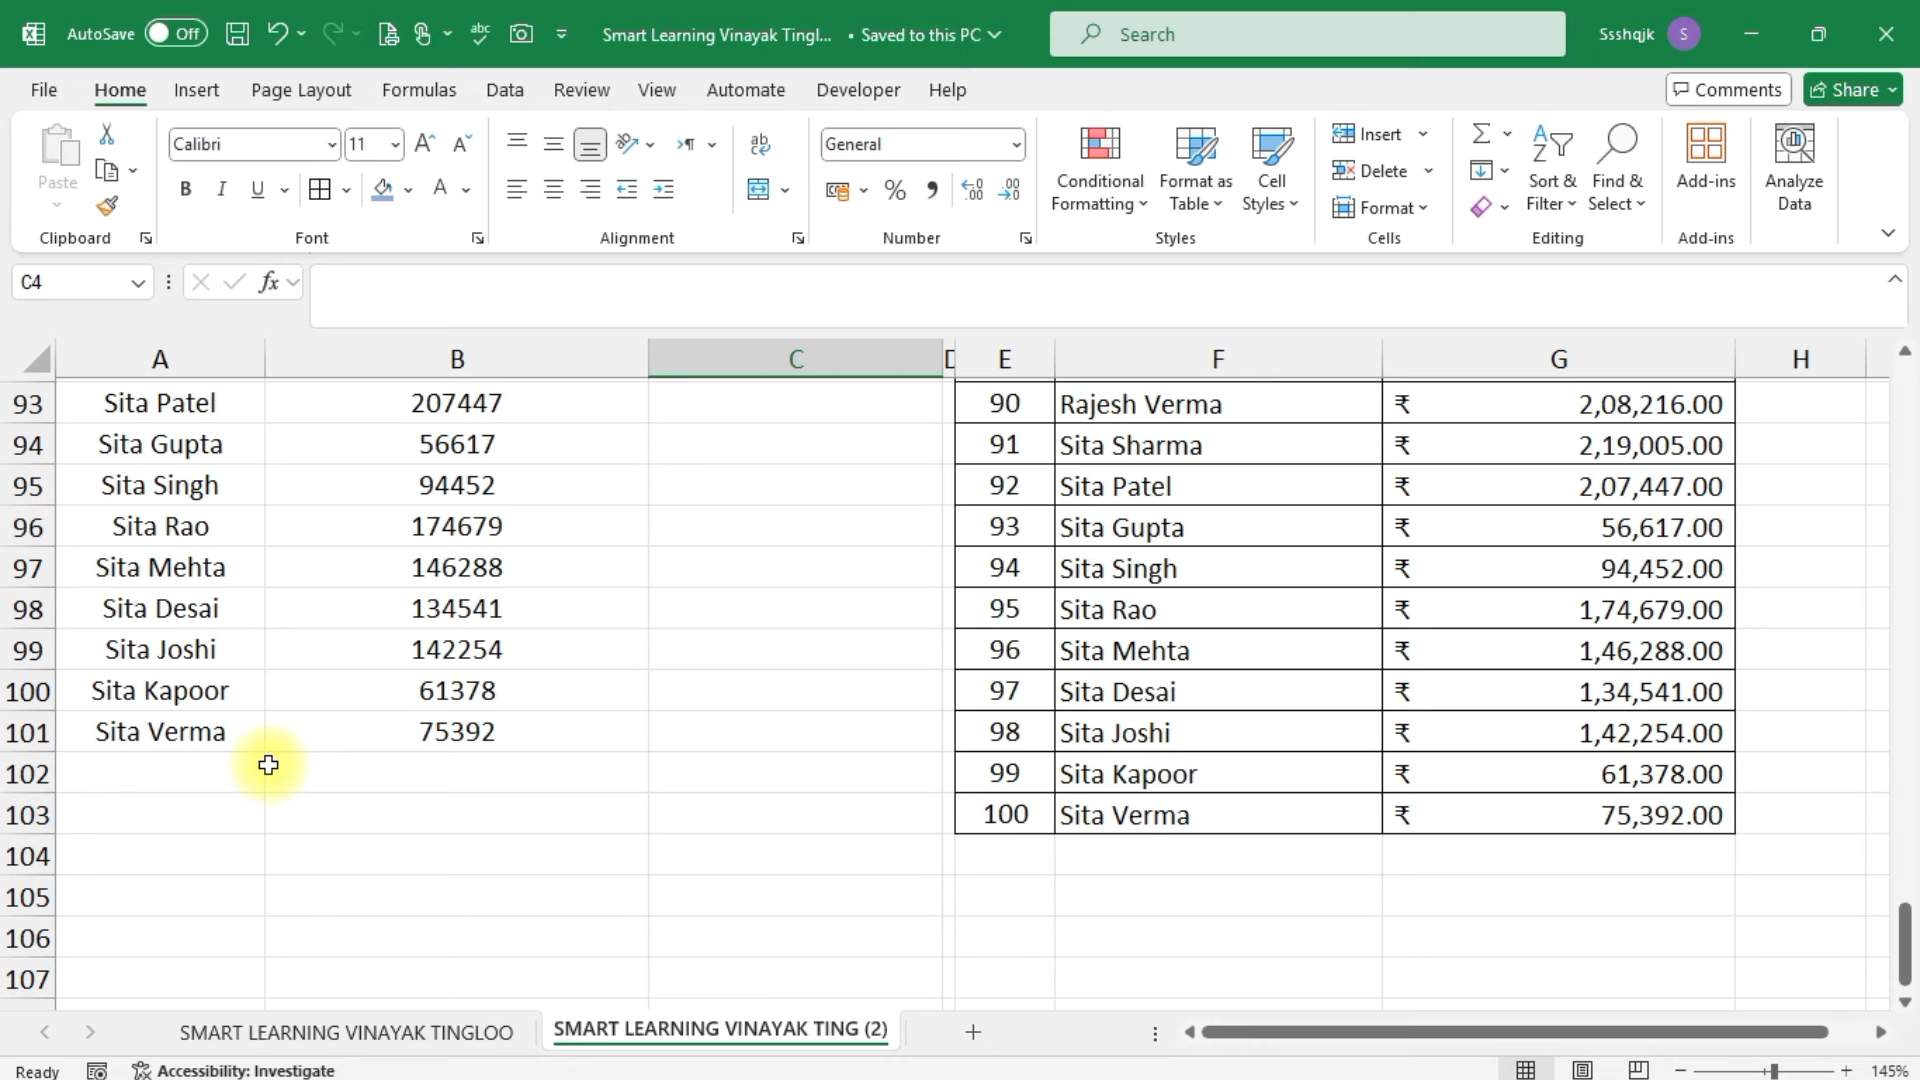 AutoSave Off abc Smart Learning Vinayak Tingl... • Saved to this PC Search Ssshqjk S
File Home Insert Page Layout Formulas Data Review View Automate Developer Help Comments Share
Paste Calibri 11 General Conditional Formatting Format as Table Cell Styles Insert Delete Format Sort & Filter Find & Select Add-ins Analyze Data
B I U A % ,
Clipboard Font Alignment Number Styles Cells Editing Add-ins
C4 fx
A B C D E F G H
93 Sita Patel 207447 90 Rajesh Verma ₹ 2,08,216.00
94 Sita Gupta 56617 91 Sita Sharma ₹ 2,19,005.00
95 Sita Singh 94452 92 Sita Patel ₹ 2,07,447.00
96 Sita Rao 174679 93 Sita Gupta ₹ 56,617.00
97 Sita Mehta 146288 94 Sita Singh ₹ 94,452.00
98 Sita Desai 134541 95 Sita Rao ₹ 1,74,679.00
99 Sita Joshi 142254 96 Sita Mehta ₹ 1,46,288.00
100 Sita Kapoor 61378 97 Sita Desai ₹ 1,34,541.00
101 Sita Verma 75392 98 Sita Joshi ₹ 1,42,254.00
102 99 Sita Kapoor ₹ 61,378.00
103 100 Sita Verma ₹ 75,392.00
104
105
106
107
SMART LEARNING VINAYAK TINGLOO SMART LEARNING VINAYAK TING (2)
Ready Accessibility: Investigate 145%